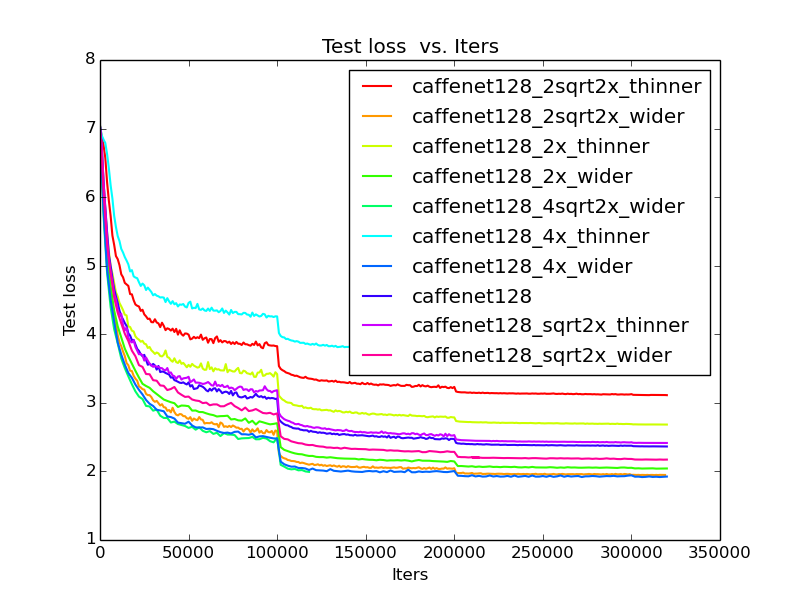 Test loss  vs. Iters
8
7
6
5
4
3
2
1
Test loss
caffenet128_2sqrt2x_thinner
caffenet128_2sqrt2x_wider
caffenet128_2x_thinner
caffenet128_2x_wider
caffenet128_4sqrt2x_wider
caffenet128_4x_thinner
caffenet128_4x_wider
caffenet128
caffenet128_sqrt2x_thinner
caffenet128_sqrt2x_wider
0 50000 100000 150000 200000 250000 300000 350000
Iters